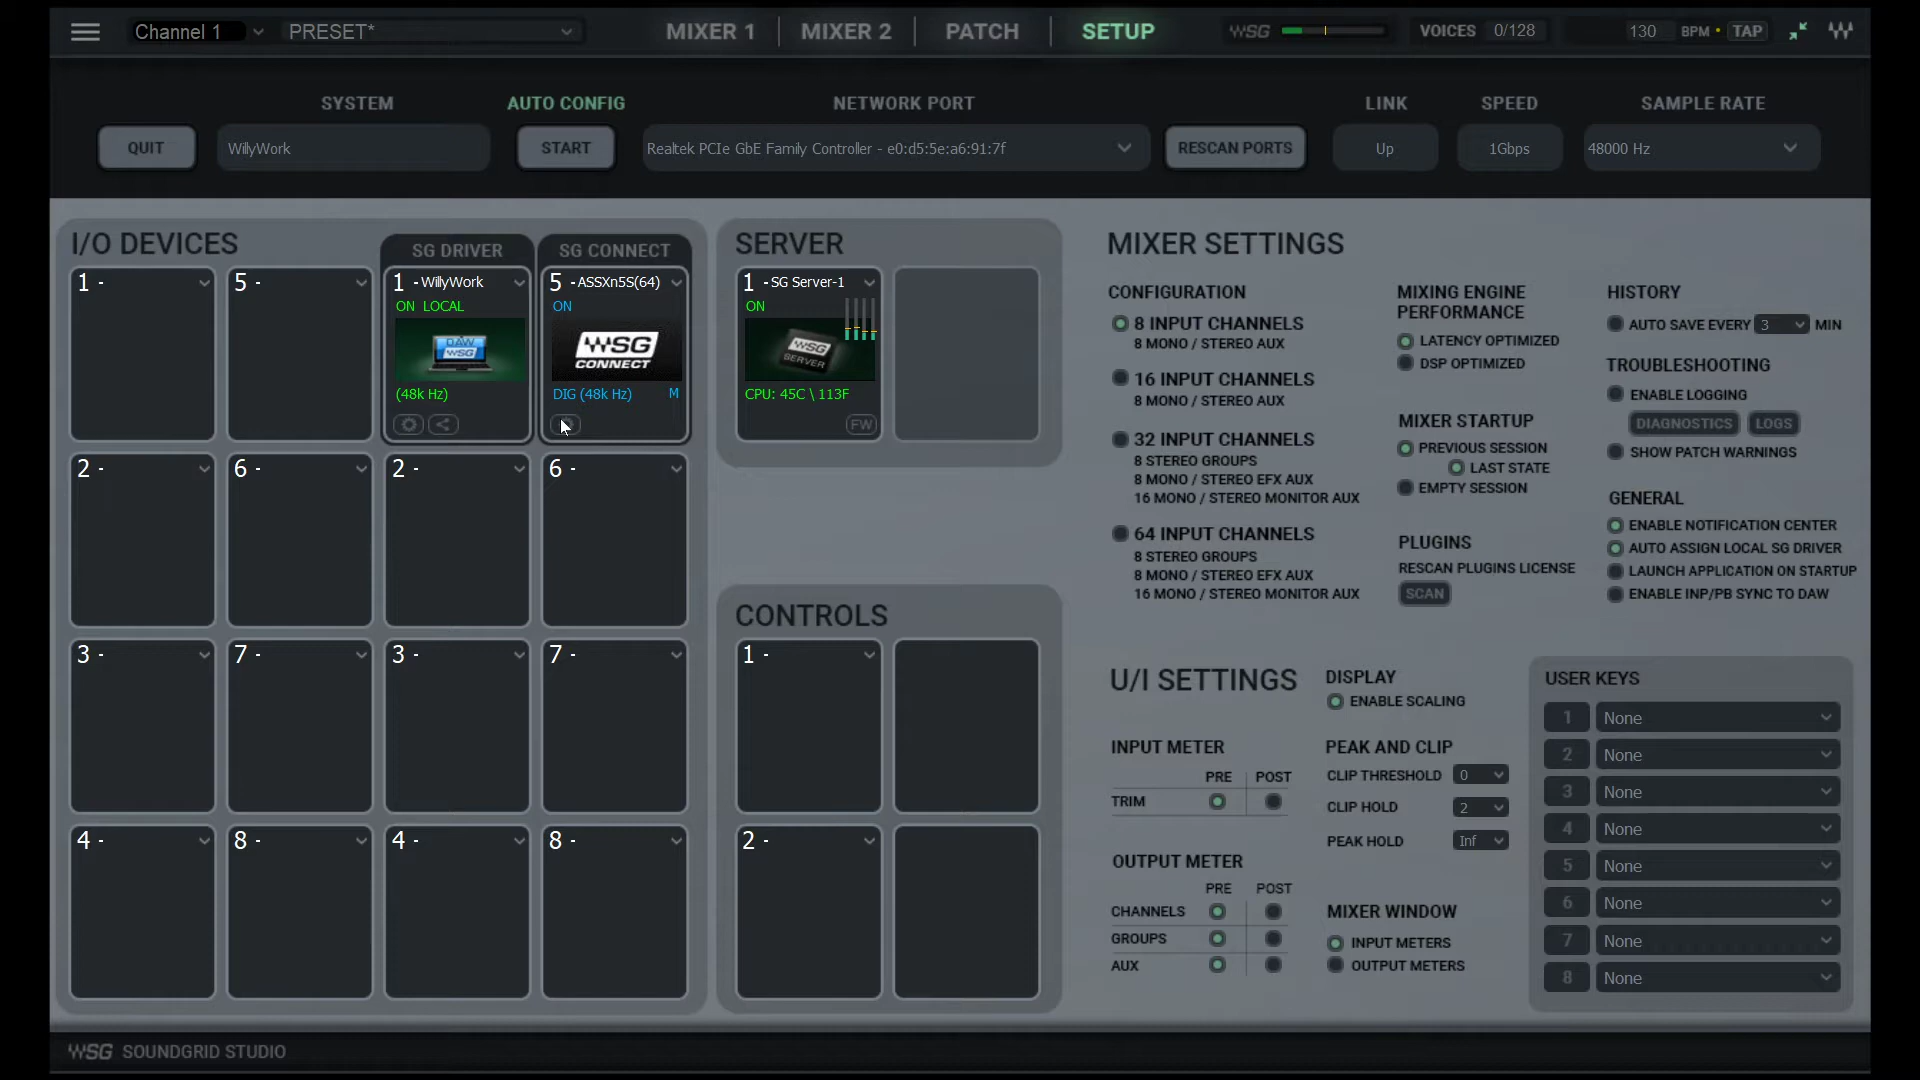 Channel 1
PRESET*
MIXER 1
MIXER 2
PATCH
SETUP
WSG
VOICES 0/128
130 BPM TAP
SYSTEM
AUTO CONFIG
NETWORK PORT
LINK
SPEED
SAMPLE RATE
QUIT
WillyWork
START
Realtek PCIe GbE Family Controller - e0:d5:5e:a6:91:7f
RESCAN PORTS
Up
1Gbps
48000 Hz
I/O DEVICES
SG DRIVER
SG CONNECT
1 -
5 -
1 -WillyWork
ON LOCAL
DAW
WSG
(48k Hz)
5 -ASSXn5S(64)
ON
WSG
CONNECT
DIG (48k Hz) M
2 -
6 -
2 -
6 -
3 -
7 -
3 -
7 -
4 -
8 -
4 -
8 -
SERVER
1 -SG Server-1
ON
WSG
SERVER
CPU: 45C \ 113F
FW
CONTROLS
1 -
2 -
MIXER SETTINGS
CONFIGURATION
8 INPUT CHANNELS
8 MONO / STEREO AUX
16 INPUT CHANNELS
8 MONO / STEREO AUX
32 INPUT CHANNELS
8 STEREO GROUPS
8 MONO / STEREO EFX AUX
16 MONO / STEREO MONITOR AUX
64 INPUT CHANNELS
8 STEREO GROUPS
8 MONO / STEREO EFX AUX
16 MONO / STEREO MONITOR AUX
MIXING ENGINE
PERFORMANCE
LATENCY OPTIMIZED
DSP OPTIMIZED
MIXER STARTUP
PREVIOUS SESSION
LAST STATE
EMPTY SESSION
PLUGINS
RESCAN PLUGINS LICENSE
SCAN
HISTORY
AUTO SAVE EVERY 3 MIN
TROUBLESHOOTING
ENABLE LOGGING
DIAGNOSTICS LOGS
SHOW PATCH WARNINGS
GENERAL
ENABLE NOTIFICATION CENTER
AUTO ASSIGN LOCAL SG DRIVER
LAUNCH APPLICATION ON STARTUP
ENABLE INP/PB SYNC TO DAW
U/I SETTINGS
INPUT METER
PRE POST
TRIM
OUTPUT METER
PRE POST
CHANNELS
GROUPS
AUX
DISPLAY
ENABLE SCALING
PEAK AND CLIP
CLIP THRESHOLD 0
CLIP HOLD 2
PEAK HOLD Inf
MIXER WINDOW
INPUT METERS
OUTPUT METERS
USER KEYS
1 None
2 None
3 None
4 None
5 None
6 None
7 None
8 None
WSG SOUNDGRID STUDIO